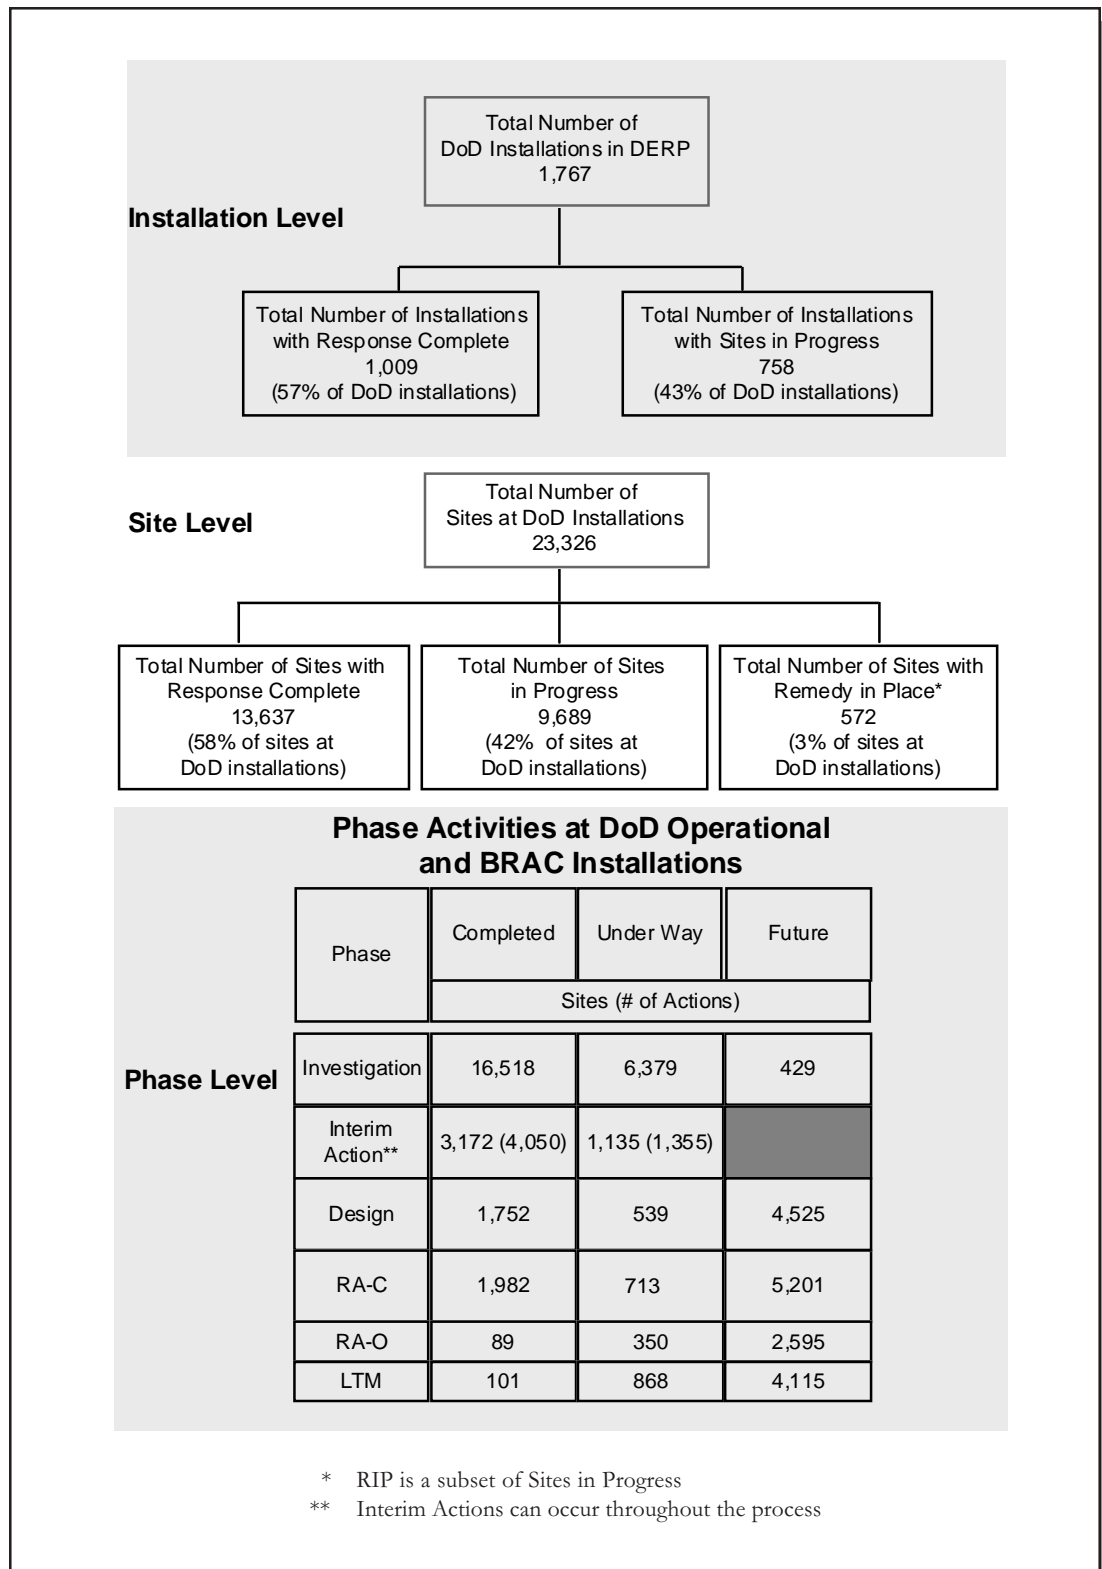 Total Number of
DoD Installations in DERP
1,767
Installation Level
Total Number of Installations
with Response Complete
1,009
(57% of DoD installations)
Total Number of Installations
with Sites in Progress
758
(43% of DoD installations)
Total Number of
Sites at DoD Installations
23,326
Site Level
Total Number of Sites with
Response Complete
13,637
(58% of sites at
DoD installations)
Total Number of Sites
in Progress
9,689
(42% of sites at
DoD installations)
Total Number of Sites with
Remedy in Place*
572
(3% of sites at
DoD installations)
Phase Activities at DoD Operational
and BRAC Installations
Phase Completed Under Way Future
Sites (# of Actions)
Phase Level
Investigation 16,518 6,379 429
Interim
Action** 3,172 (4,050) 1,135 (1,355)
Design 1,752 539 4,525
RA-C 1,982 713 5,201
RA-O 89 350 2,595
LTM 101 868 4,115
* RIP is a subset of Sites in Progress
** Interim Actions can occur throughout the process